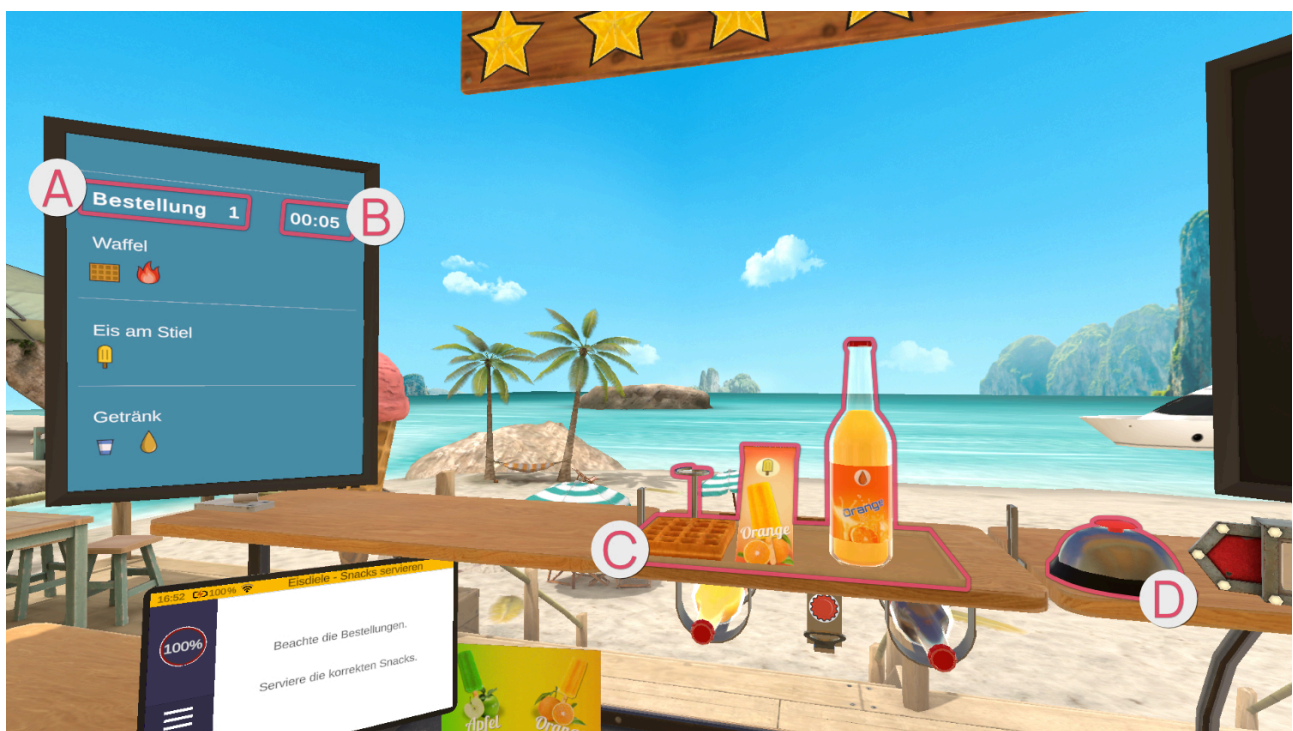 A
Bestellung 1
00:05
B
Waffel
Eis am Stiel
Getränk
Orange
Orange
C
D
16:52 100% Eisdiele - Snacks servieren
100%
Beachte die Bestellungen.
Serviere die korrekten Snacks.
Apfel
Orange